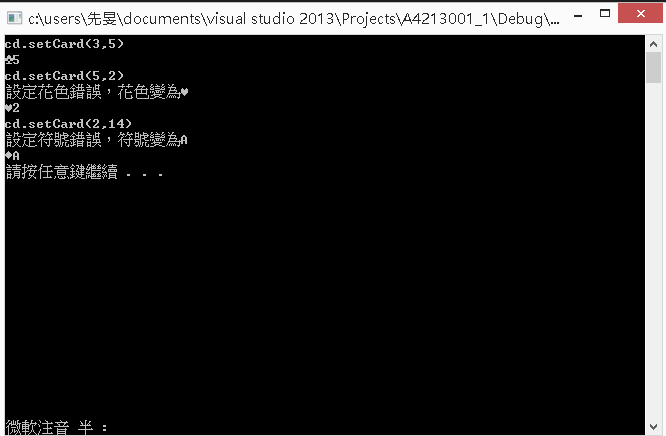 c:\users\先旻\documents\visual studio 2013\Projects\A4213001_1\Debug\...
cd.setCard(3,5)
♣5
cd.setCard(5,2)
設定花色錯誤，花色變為♥
♥2
cd.setCard(2,14)
設定符號錯誤，符號變為A
♦A
請按任意鍵繼續 . . .
微軟注音 半 :